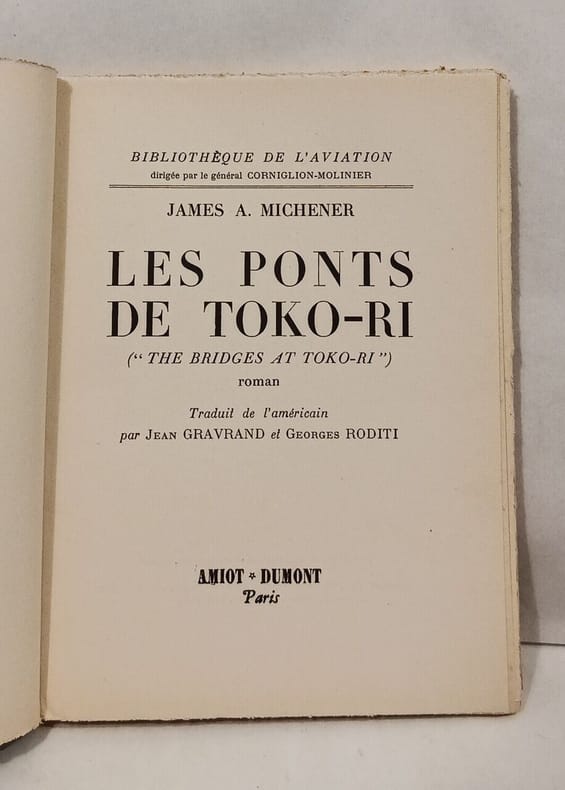 BIBLIOTHÈQUE DE L'AVIATION
dirigée par le général CORNIGLION-MOLINIER
JAMES A. MICHENER
LES PONTS
DE TOKO-RI
(“ THE BRIDGES AT TOKO-RI ”)
roman
Traduit de l'américain
par JEAN GRAVRAND et GEORGES RODITI
AMIOT * DUMONT
Paris